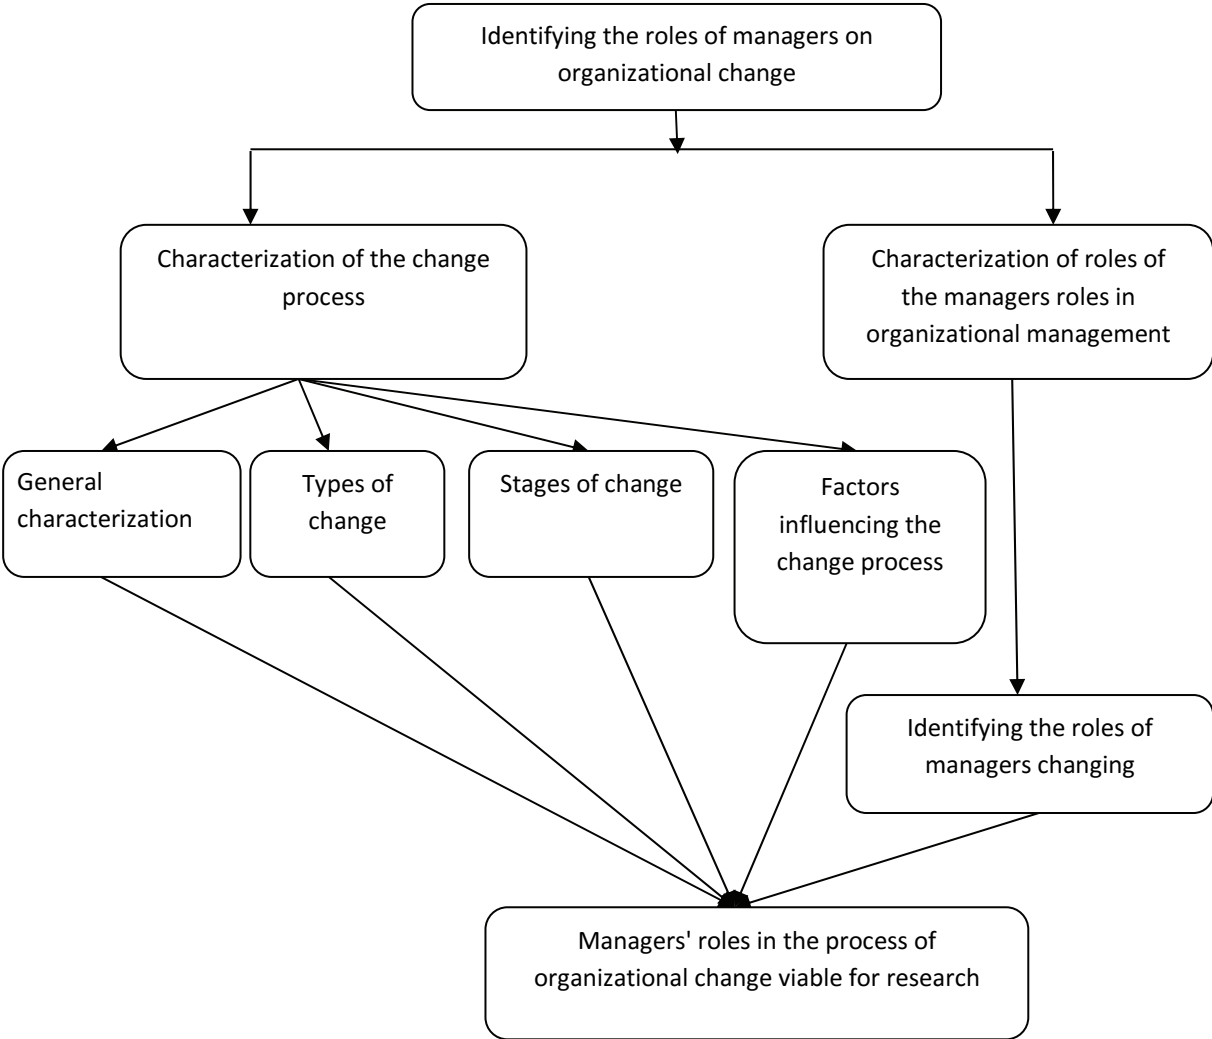 Identifying the roles of managers on
organizational change
Characterization of the change
process
Characterization of roles of
the managers roles in
organizational management
General
characterization
Types of
change
Stages of change
Factors
influencing the
change process
Identifying the roles of
managers changing
Managers' roles in the process of
organizational change viable for research